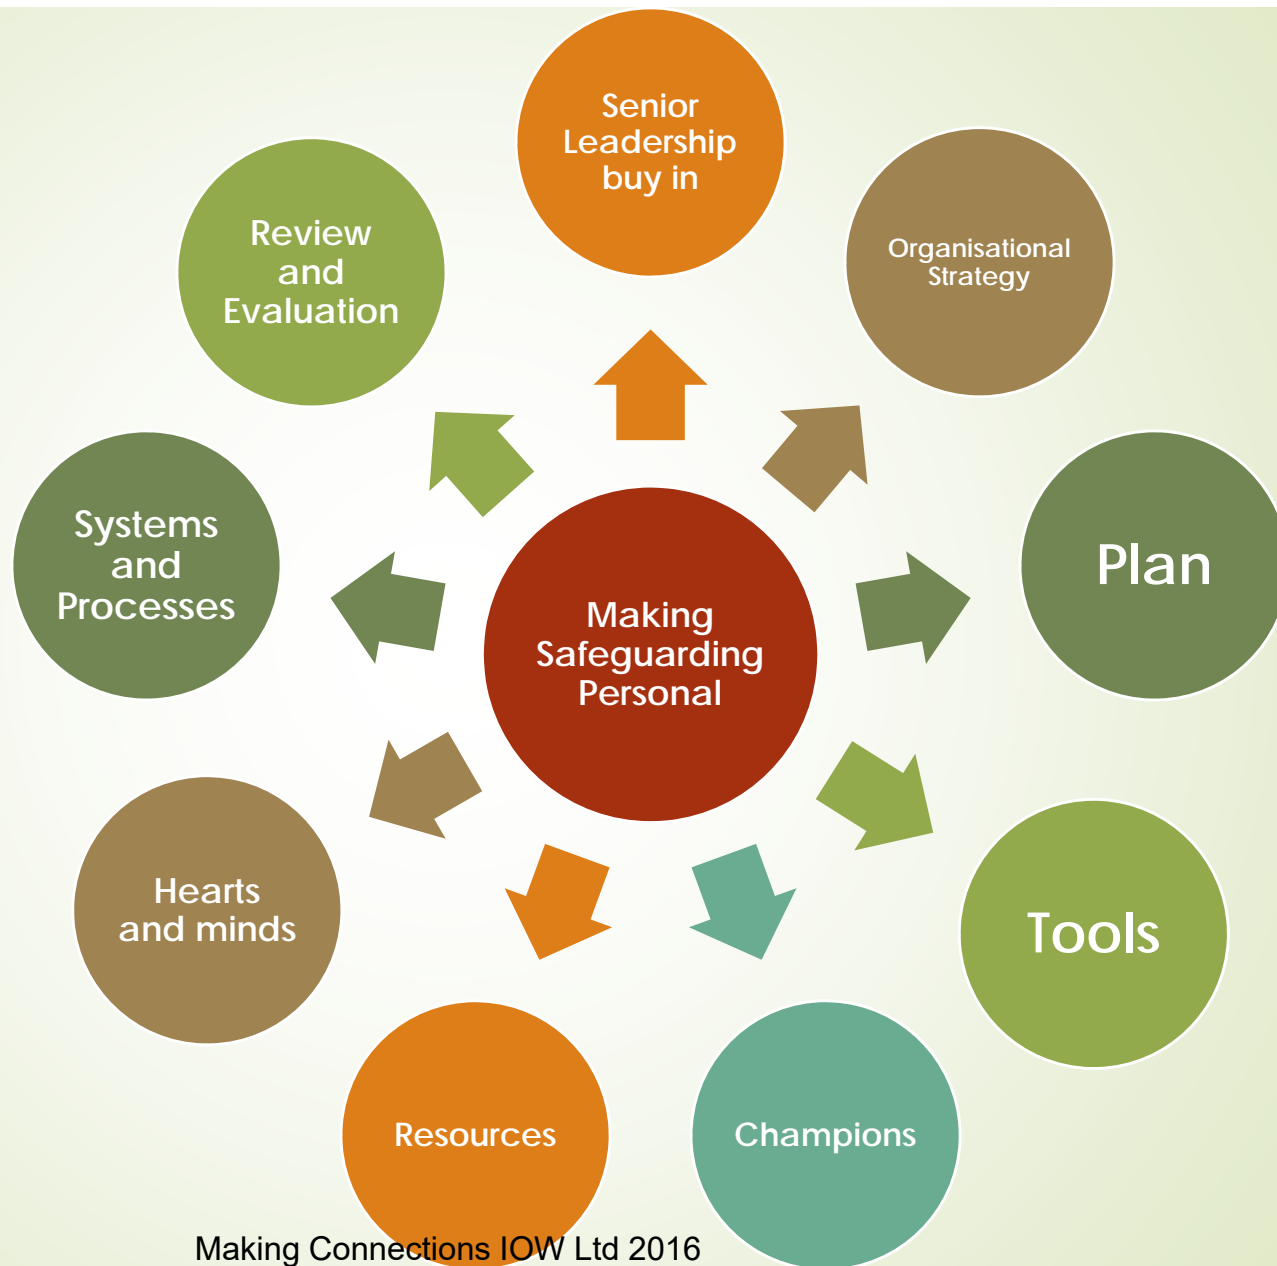 Senior
Leadership
buy in
Organisational
Strategy
Plan
Tools
Champions
Resources
Hearts
and minds
Systems
and
Processes
Review
and
Evaluation
Making
Safeguarding
Personal
Making Connections IOW Ltd 2016